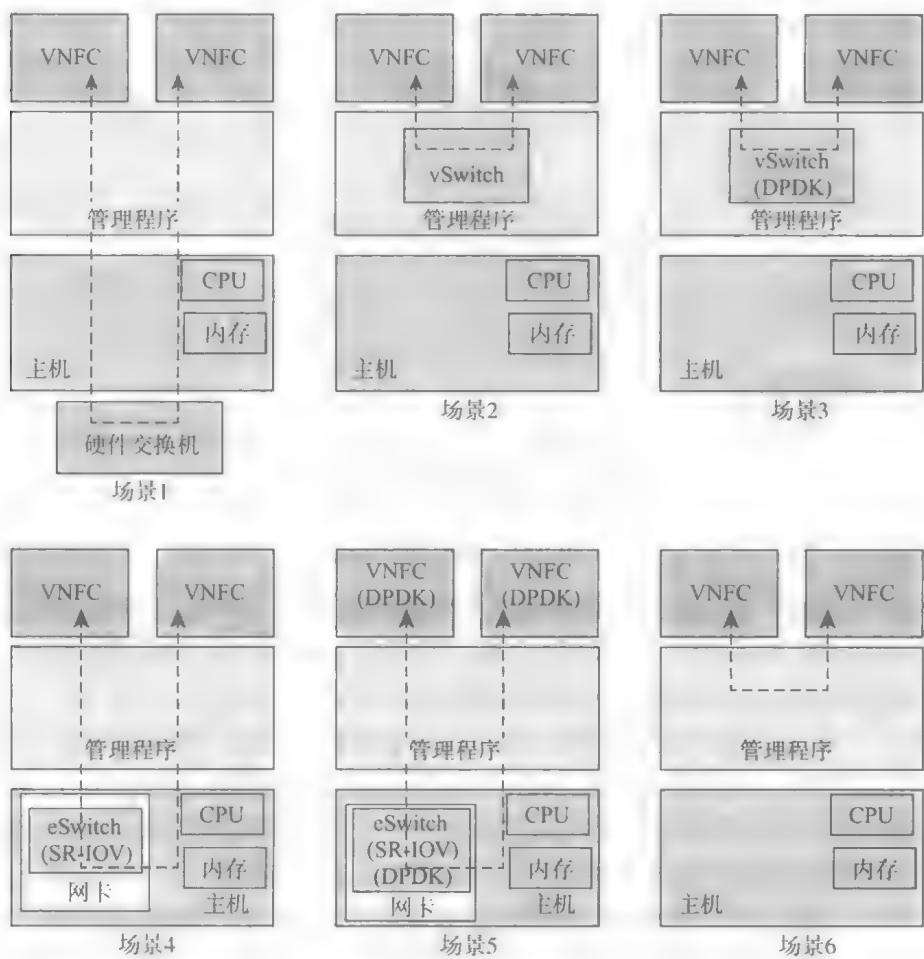 VNFC VNFC VNFC VNFC VNFC VNFC
vSwitch
vSwitch
(DPDK)
管理程序 管理程序 管理程序
CPU CPU CPU
内存 内存 内存
主机 主机 主机
场景2 场景3
硬件交换机
场景1
VNFC VNFC VNFC
(DPDK) VNFC
(DPDK) VNFC VNFC
管理程序 管理程序 管理程序
eSwitch
(SR-IOV)
网卡
CPU
内存
主机
eSwitch
(SR-IOV)
(DPDK)
网卡
CPU
内存
主机
CPU
内存
主机
场景4 场景5 场景6